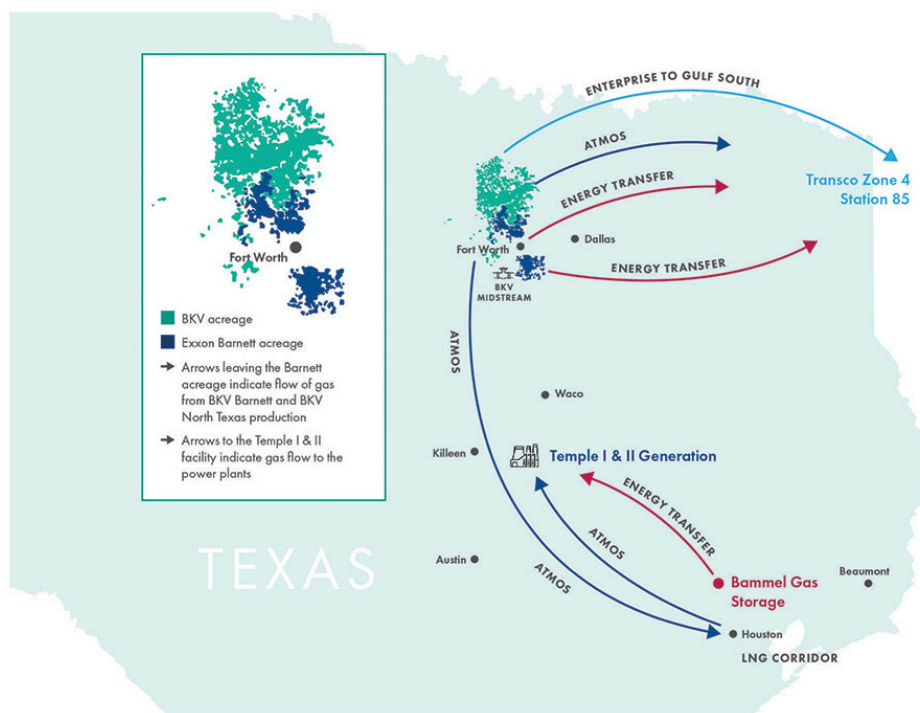 Fort Worth
BKV acreage
Exxon Barnett acreage
Arrows leaving the Barnett
acreage indicate flow of gas
from BKV Barnett and BKV
North Texas production
Arrows to the Temple I & II
facility indicate gas flow to the
power plants
ENTERPRISE TO GULF SOUTH
ATMOS
ENERGY TRANSFER
Transco Zone 4
Station 85
Fort Worth
Dallas
ENERGY TRANSFER
BKV
MIDSTREAM
ATMOS
Waco
Killeen
Temple I & II Generation
ENERGY TRANSFER
ATMOS
TEXAS
Austin
ATMOS
Bammel Gas
Storage
Beaumont
Houston
LNG CORRIDOR